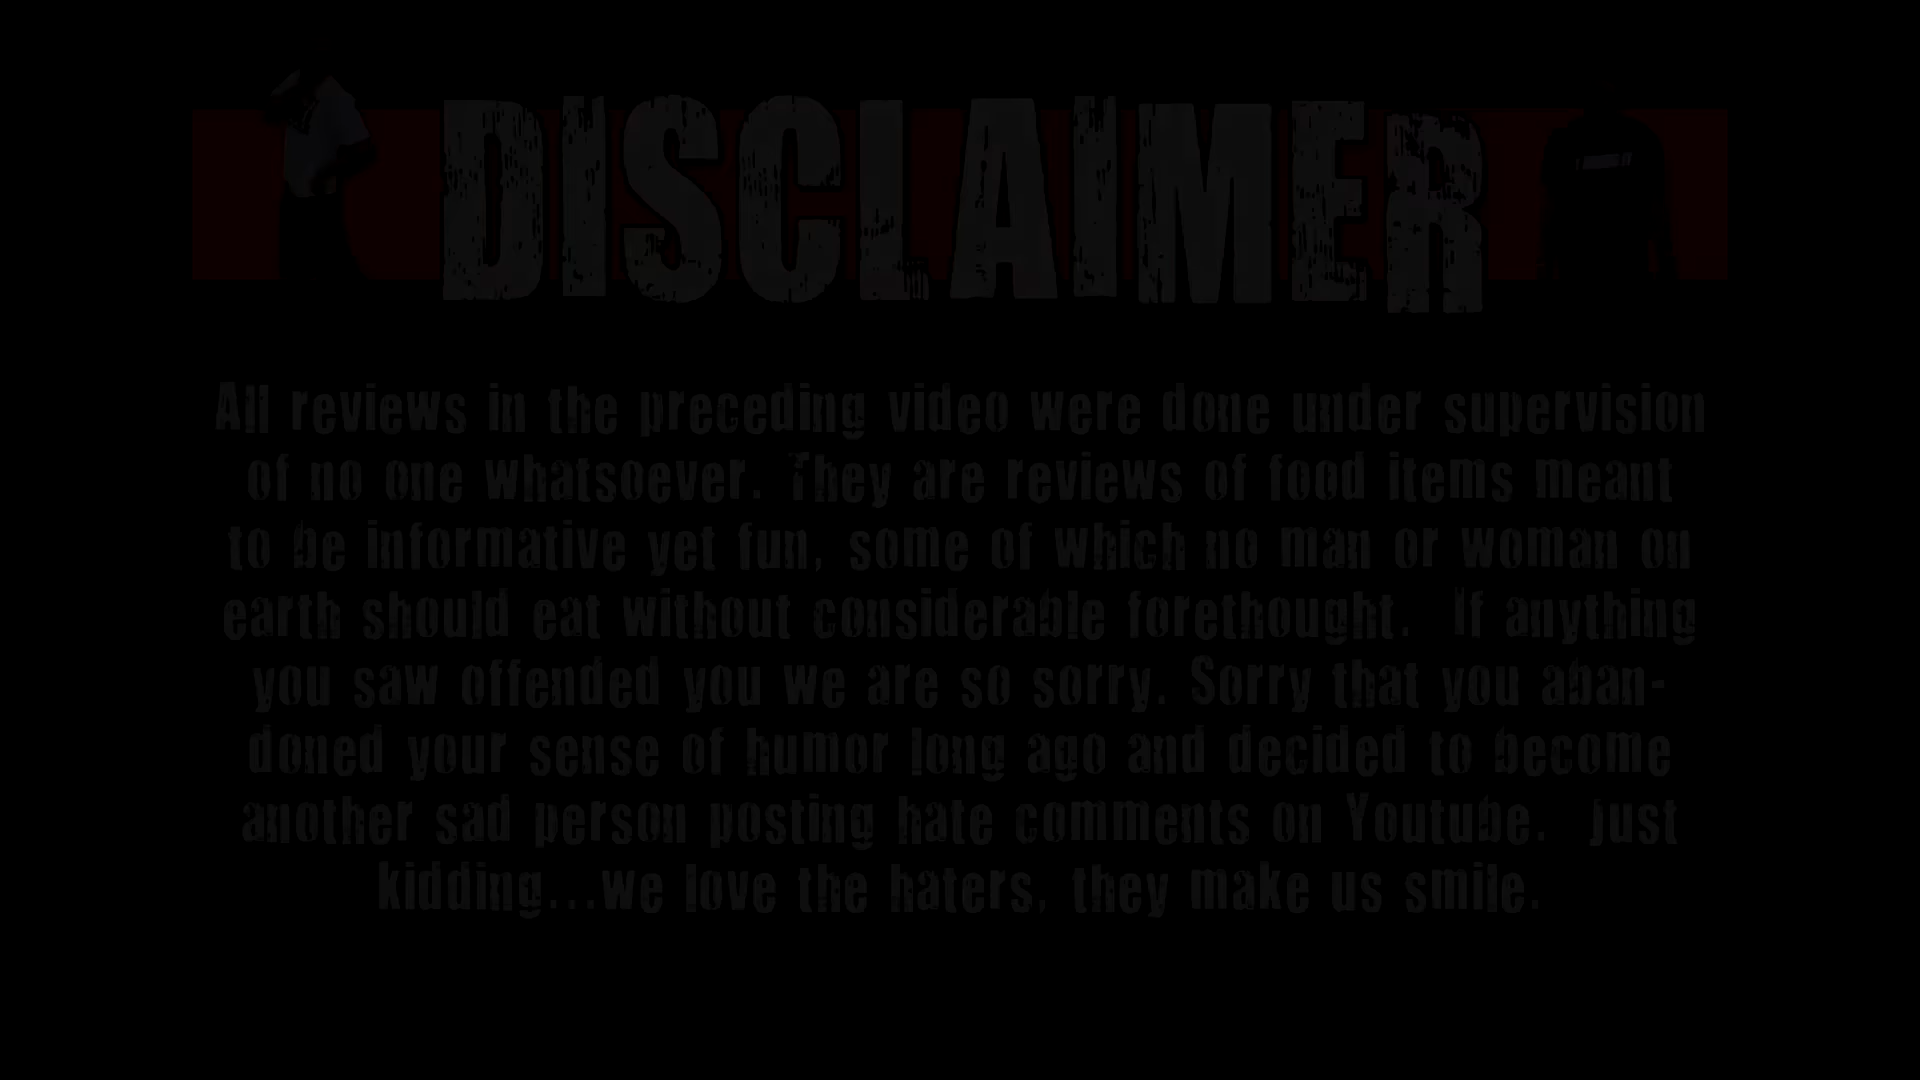 DISCLAIMER
All reviews in the preceding video were done under supervision
of no one whatsoever. They are reviews of food items meant
to be informative yet fun, some of which no man or woman on
earth should eat without considerable forethought. If anything
you saw offended you we are so sorry. Sorry that you aban-
doned your sense of humor long ago and decided to become
another sad person posting hate comments on Youtube. Just
kidding...we love the haters, they make us smile.